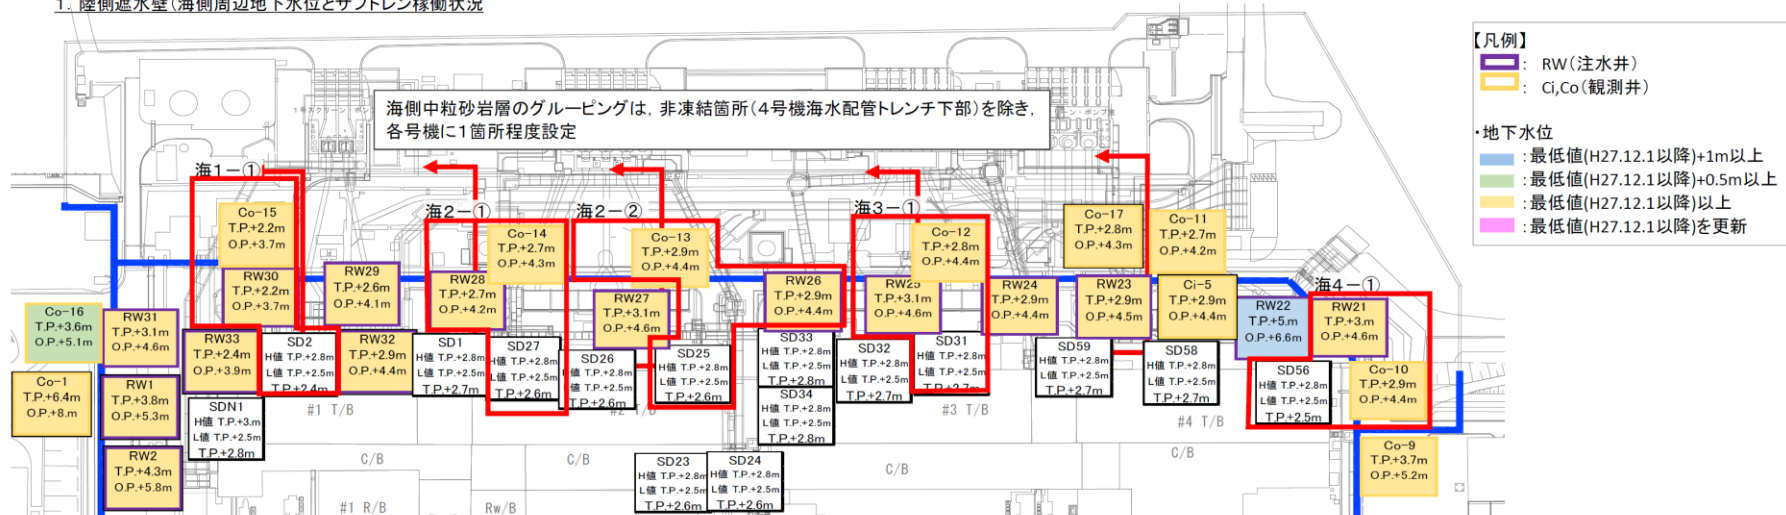 1. 陸側遮水壁(海側周辺地下水位とサブドレン稼働状況
【凡例】
: RW(注水井)
: Ci,Co(観測井)
・地下水位
:最低値(H27.12.1以降)+1m以上
:最低値(H27.12.1以降)+0.5m以上
:最低値(H27.12.1以降)以上
:最低値(H27.12.1以降)を更新
海側中粒砂岩層のグルーピングは，非凍結箇所(4号機海水配管トレンチ下部)を除き，
各号機に1箇所程度設定
海1-①
海2-①
海2-②
海3-①
海4-①
Co-15
T.P.+2.2m
O.P.+3.7m
Co-14
T.P.+2.7m
O.P.+4.3m
Co-13
T.P.+2.9m
O.P.+4.4m
Co-12
T.P.+2.8m
O.P.+4.4m
Co-17
T.P.+2.8m
O.P.+4.3m
Co-11
T.P.+2.7m
O.P.+4.2m
RW30
T.P.+2.2m
O.P.+3.7m
RW29
T.P.+2.6m
O.P.+4.1m
RW28
T.P.+2.7m
O.P.+4.2m
RW27
T.P.+3.1m
O.P.+4.6m
RW26
T.P.+2.9m
O.P.+4.4m
RW25
T.P.+3.1m
O.P.+4.6m
RW24
T.P.+2.9m
O.P.+4.4m
RW23
T.P.+2.9m
O.P.+4.5m
Ci-5
T.P.+2.9m
O.P.+4.4m
RW22
T.P.+5.m
O.P.+6.6m
RW21
T.P.+3.m
O.P.+4.6m
Co-16
T.P.+3.6m
O.P.+5.1m
RW31
T.P.+3.1m
O.P.+4.6m
RW33
T.P.+2.4m
O.P.+3.9m
SD2
H値 T.P.+2.8m
L値 T.P.+2.5m
T.P.+2.4m
RW32
T.P.+2.9m
O.P.+4.4m
SD1
H値 T.P.+2.8m
L値 T.P.+2.5m
T.P.+2.7m
SD27
H値 T.P.+2.8m
L値 T.P.+2.5m
T.P.+2.6m
SD26
H値 T.P.+2.8m
L値 T.P.+2.5m
T.P.+2.6m
SD25
H値 T.P.+2.8m
L値 T.P.+2.5m
T.P.+2.6m
SD33
H値 T.P.+2.8m
L値 T.P.+2.5m
T.P.+2.8m
SD34
H値 T.P.+2.8m
L値 T.P.+2.5m
T.P.+2.8m
SD32
H値 T.P.+2.8m
L値 T.P.+2.5m
T.P.+2.7m
SD31
H値 T.P.+2.8m
L値 T.P.+2.5m
T.P.+2.7m
SD59
H値 T.P.+2.8m
L値 T.P.+2.5m
T.P.+2.7m
SD58
H値 T.P.+2.8m
L値 T.P.+2.5m
T.P.+2.7m
SD56
H値 T.P.+2.8m
L値 T.P.+2.5m
T.P.+2.5m
Co-10
T.P.+2.9m
O.P.+4.4m
Co-1
T.P.+6.4m
O.P.+8.m
RW1
T.P.+3.8m
O.P.+5.3m
SDN1
H値 T.P.+3.m
L値 T.P.+2.5m
T.P.+2.8m
RW2
T.P.+4.3m
O.P.+5.8m
SD23
H値 T.P.+2.8m
L値 T.P.+2.5m
T.P.+2.6m
SD24
H値 T.P.+2.8m
L値 T.P.+2.5m
T.P.+2.6m
Co-9
T.P.+3.7m
O.P.+5.2m
#1 T/B
#2 T/B
#3 T/B
#4 T/B
C/B
C/B
C/B
C/B
#1 R/B
Rw/B